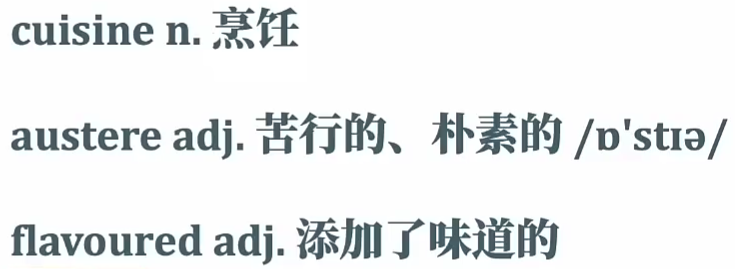 cuisine n. 烹饪
austere adj. 苦行的、朴素的 /ɒ'stɪə/
flavoured adj. 添加了味道的